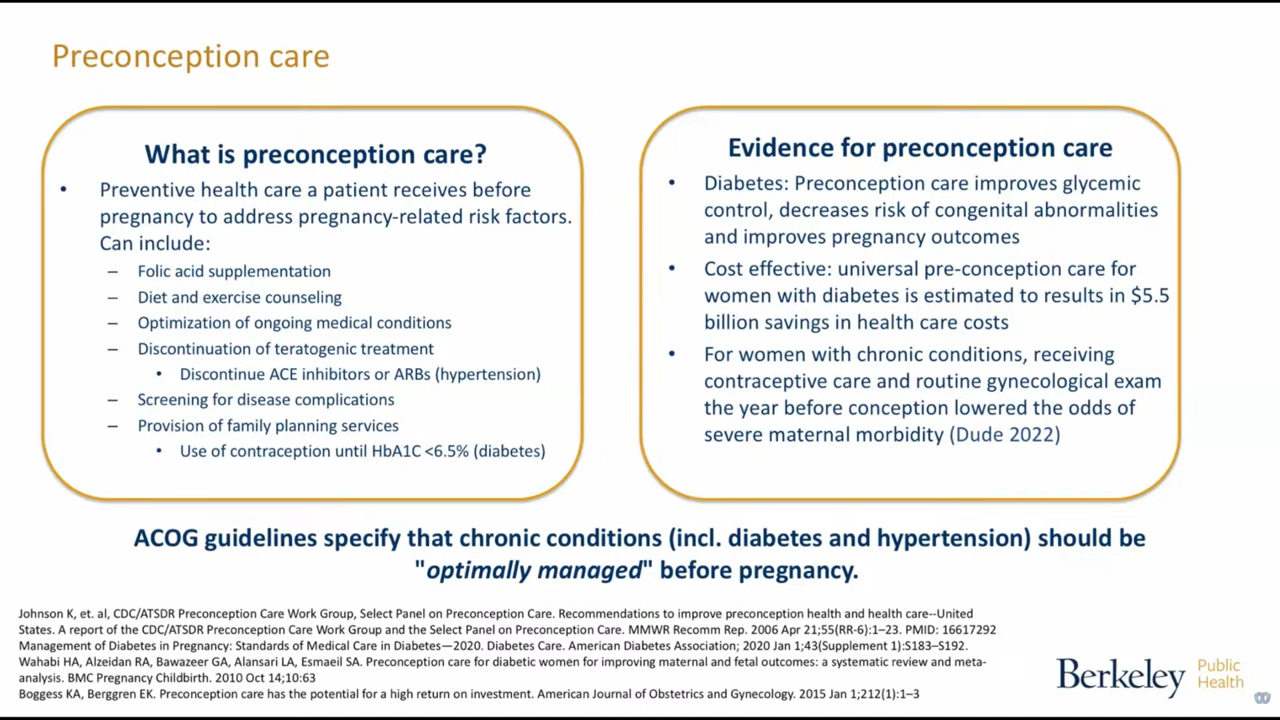 Preconception care
What is preconception care?
• Preventive health care a patient receives before
pregnancy to address pregnancy-related risk factors.
Can include:
– Folic acid supplementation
– Diet and exercise counseling
– Optimization of ongoing medical conditions
– Discontinuation of teratogenic treatment
• Discontinue ACE inhibitors or ARBs (hypertension)
– Screening for disease complications
– Provision of family planning services
• Use of contraception until HbA1C <6.5% (diabetes)
Evidence for preconception care
• Diabetes: Preconception care improves glycemic
control, decreases risk of congenital abnormalities
and improves pregnancy outcomes
• Cost effective: universal pre-conception care for
women with diabetes is estimated to results in $5.5
billion savings in health care costs
• For women with chronic conditions, receiving
contraceptive care and routine gynecological exam
the year before conception lowered the odds of
severe maternal morbidity (Dude 2022)
ACOG guidelines specify that chronic conditions (incl. diabetes and hypertension) should be
"optimally managed" before pregnancy.
Johnson K, et. al, CDC/ATSDR Preconception Care Work Group, Select Panel on Preconception Care. Recommendations to improve preconception health and health care--United
States. A report of the CDC/ATSDR Preconception Care Work Group and the Select Panel on Preconception Care. MMWR Recomm Rep. 2006 Apr 21;55(RR-6):1–23. PMID: 16617292
Management of Diabetes in Pregnancy: Standards of Medical Care in Diabetes—2020. Diabetes Care. American Diabetes Association; 2020 Jan 1;43(Supplement 1):S183–S192.
Wahabi HA, Alzeidan RA, Bawazeer GA, Alansari LA, Esmaeil SA. Preconception care for diabetic women for improving maternal and fetal outcomes: a systematic review and meta-
analysis. BMC Pregnancy Childbirth. 2010 Oct 14;10:63
Boggess KA, Berggren EK. Preconception care has the potential for a high return on investment. American Journal of Obstetrics and Gynecology. 2015 Jan 1;212(1):1–3
Berkeley Public
Health